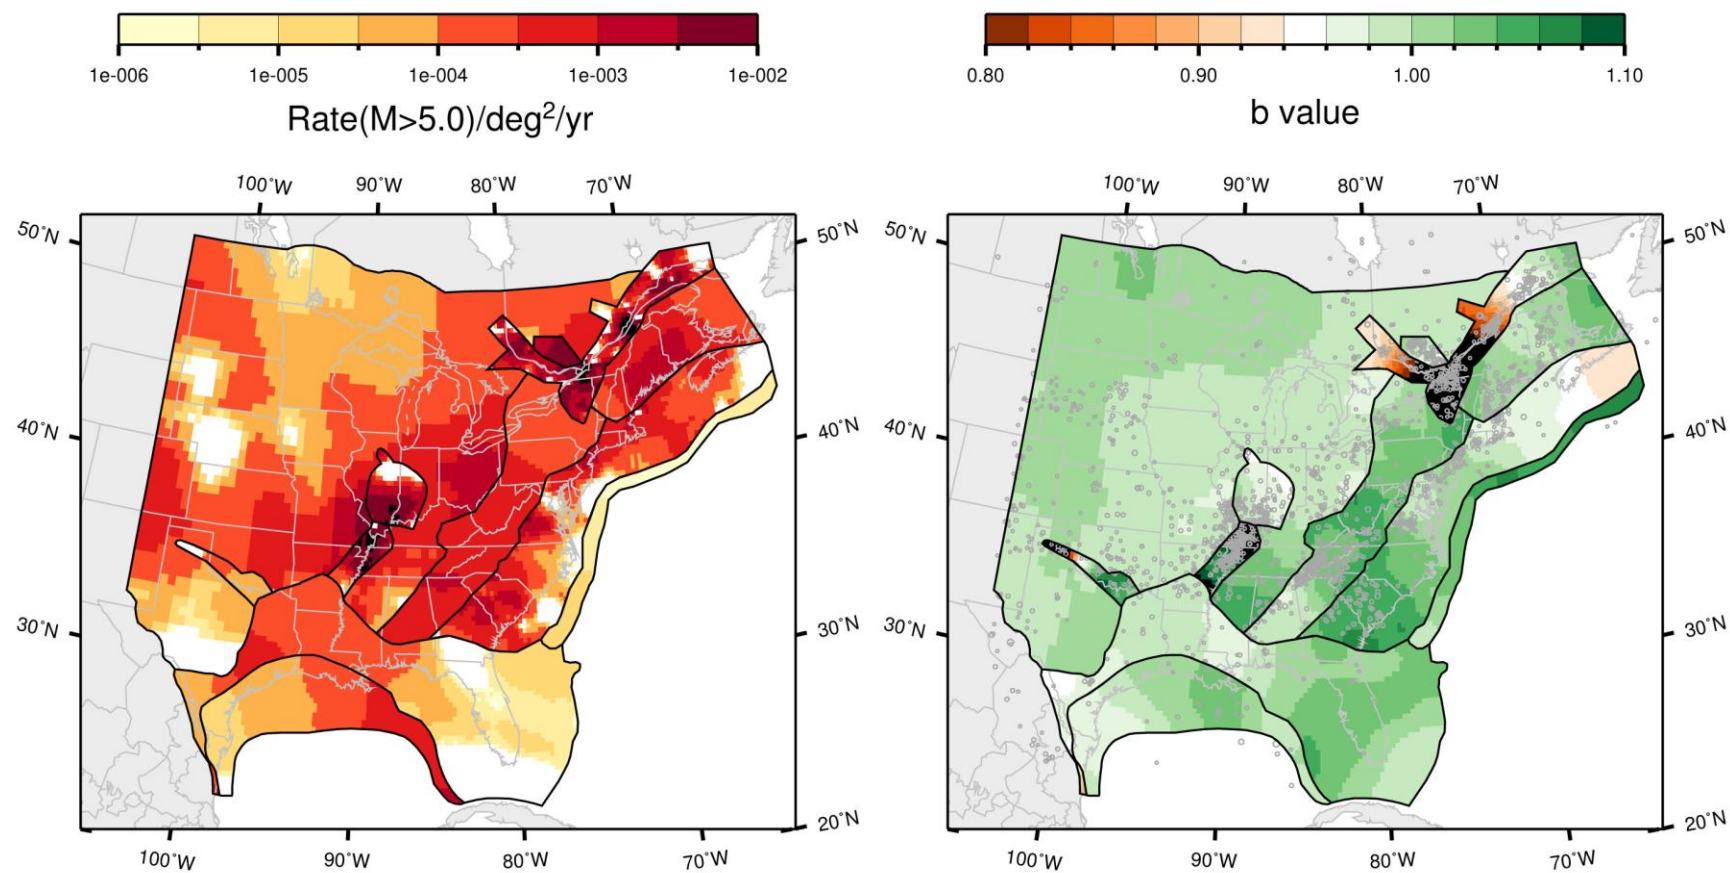 1e-006 1e-005 1e-004 1e-003 1e-002
Rate(M>5.0)/deg²/yr
0.80 0.90 1.00 1.10
b value
100˚W 90˚W 80˚W 70˚W
100˚W 90˚W 80˚W 70˚W
50˚N 50˚N 50˚N 50˚N
40˚N 40˚N 40˚N 40˚N
30˚N 30˚N 30˚N 30˚N
20˚N 20˚N
100˚W 90˚W 80˚W 70˚W
100˚W 90˚W 80˚W 70˚W